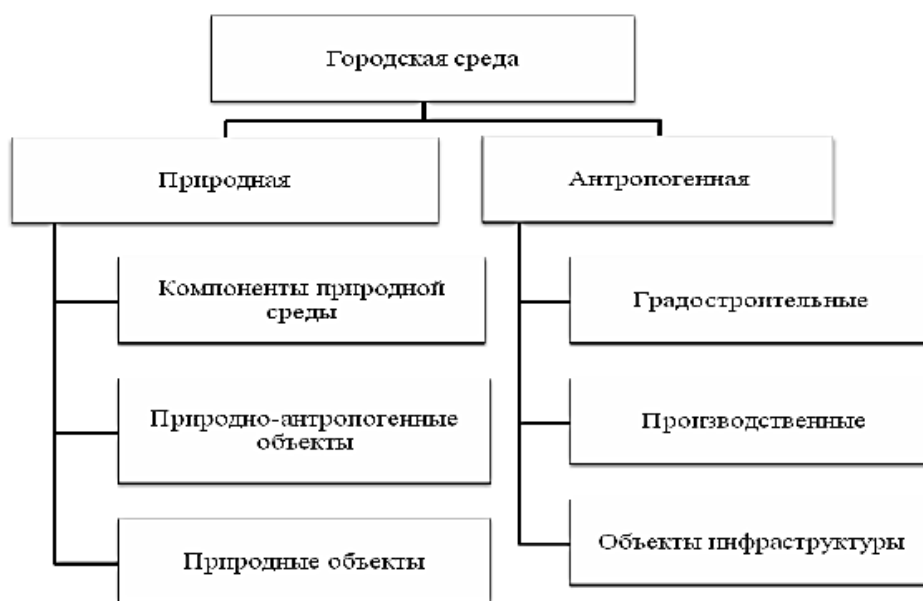 Городская среда
Природная
Компоненты природной
среды
Природно-антропогенные
объекты
Природные объекты
Антропогенная
Градостроительные
Производственные
Объекты инфраструктуры